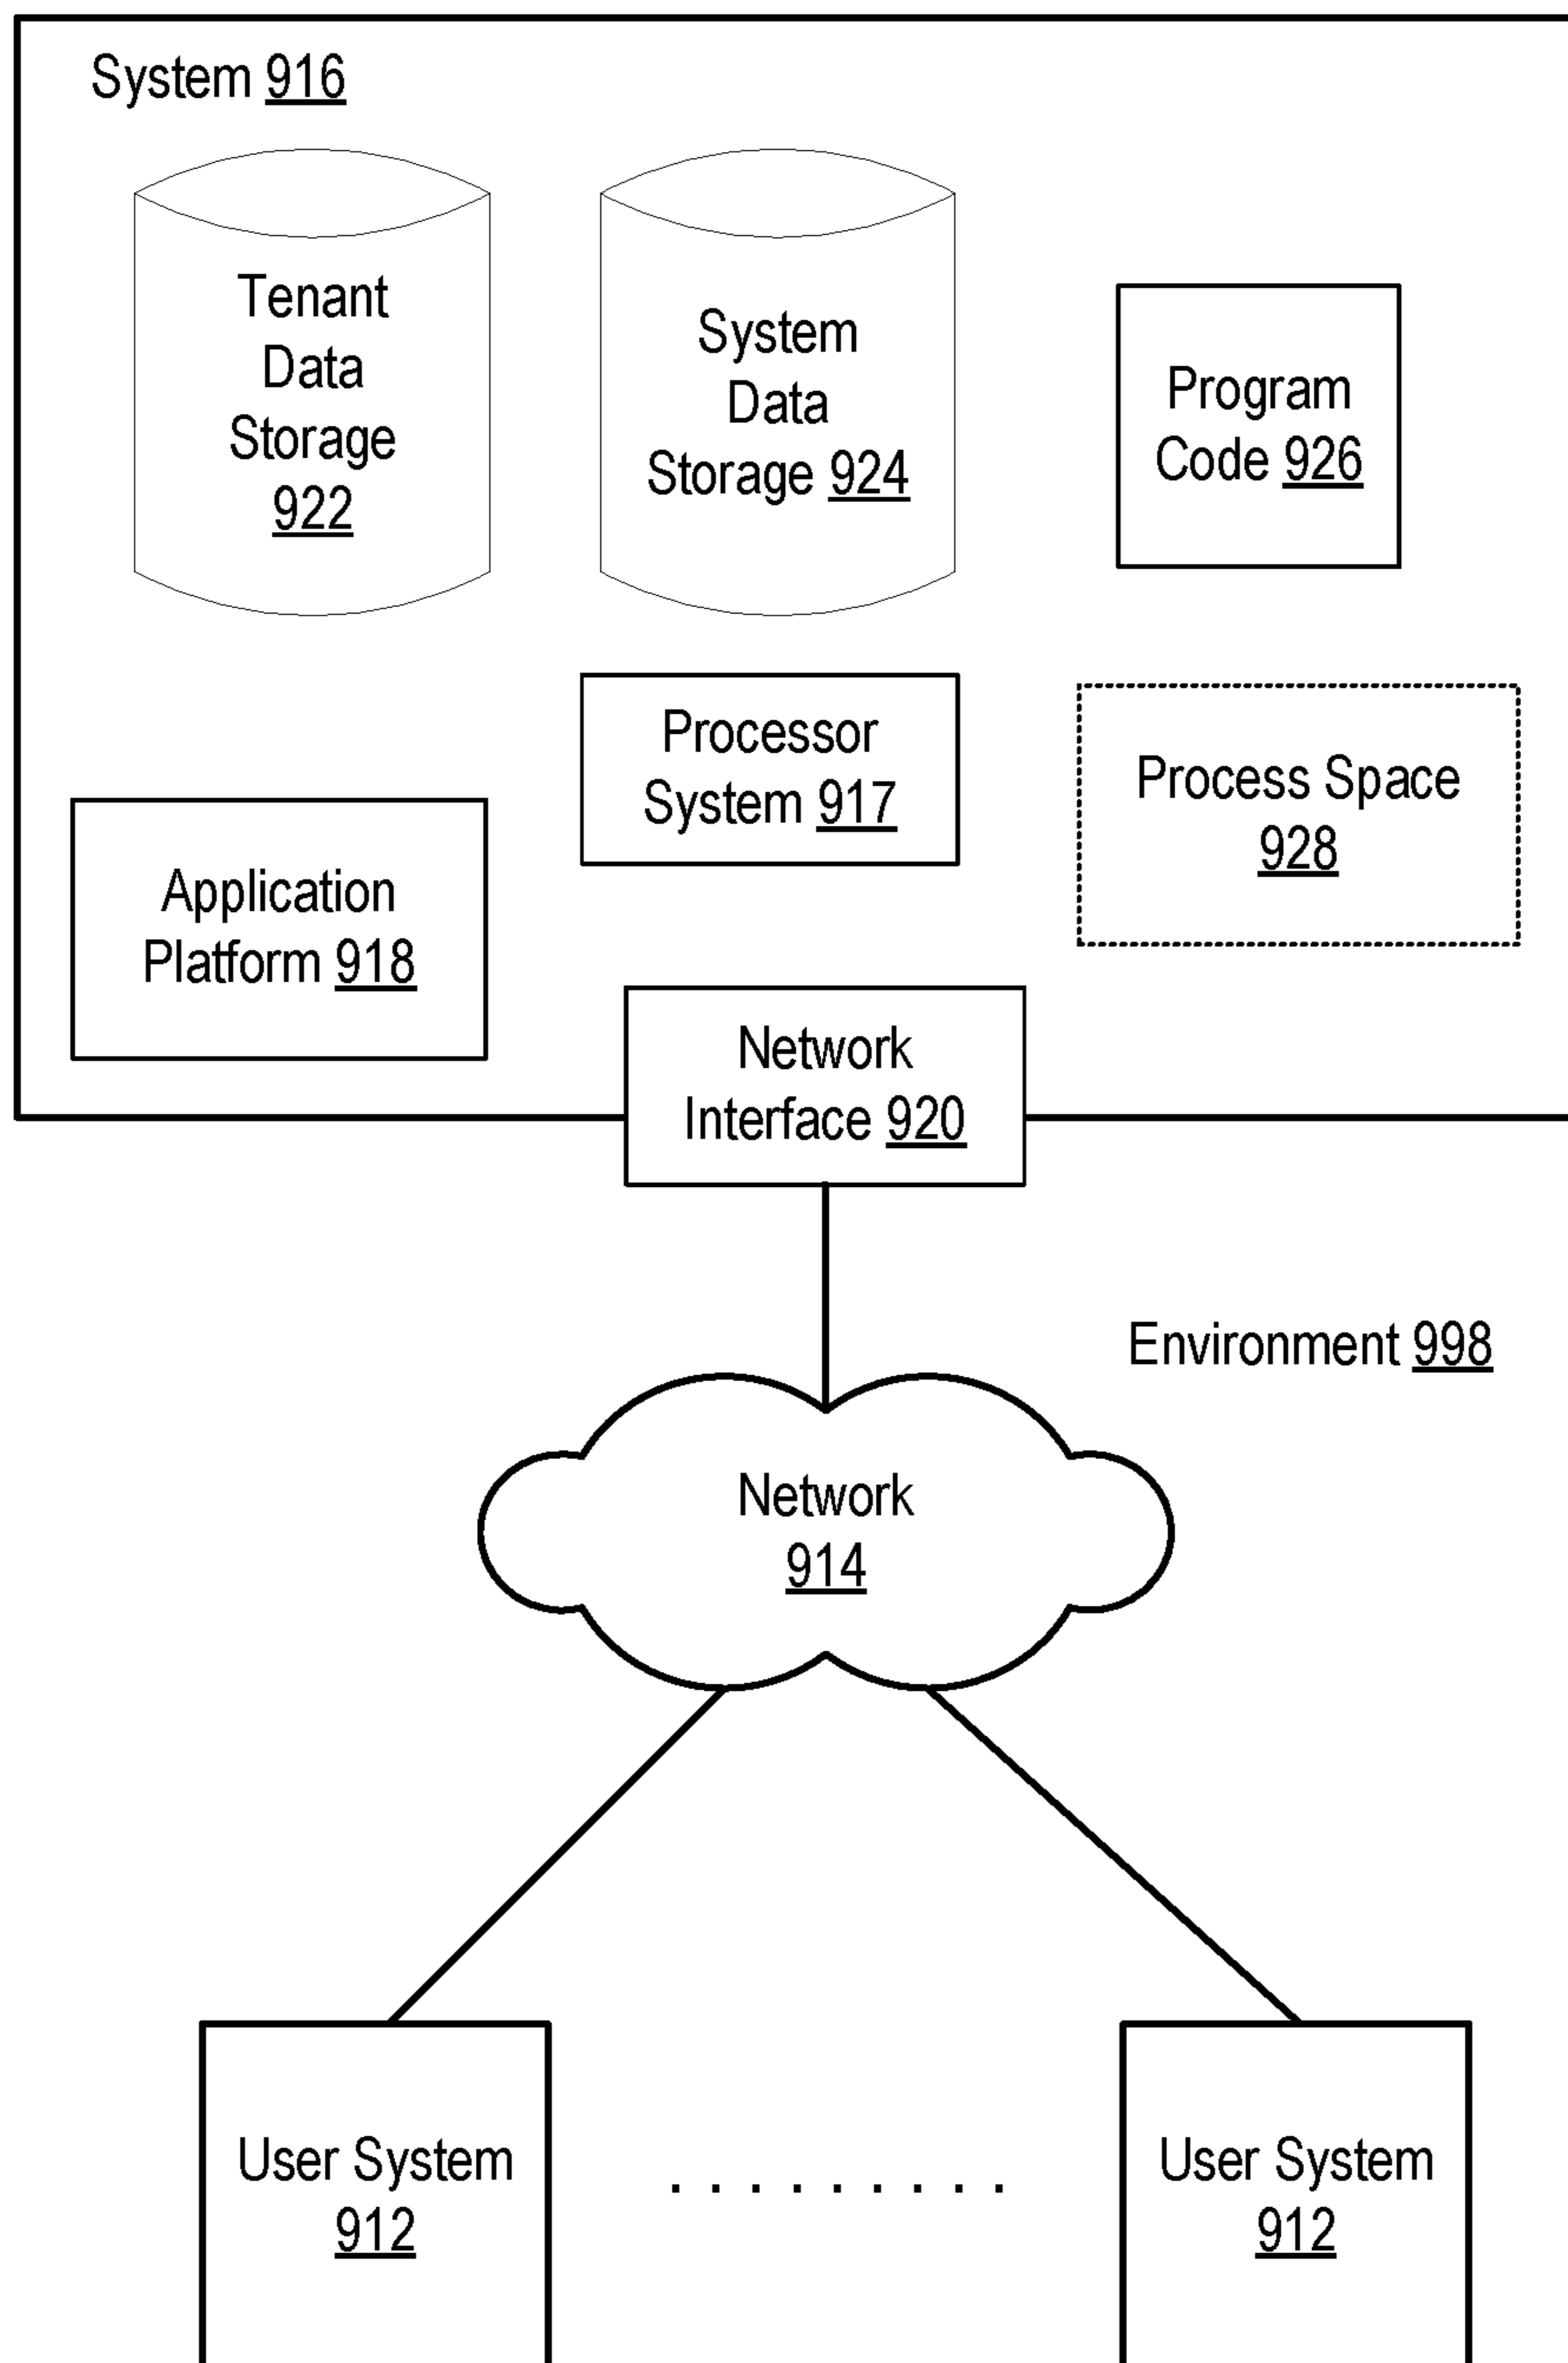 System 916
Tenant
Data
Storage
922
System
Data
Storage 924
Program
Code 926
Processor
System 917
Process Space
928
Application
Platform 918
Network
Interface 920
Environment 998
Network
914
User System
912
. . . . . . . . .
User System
912